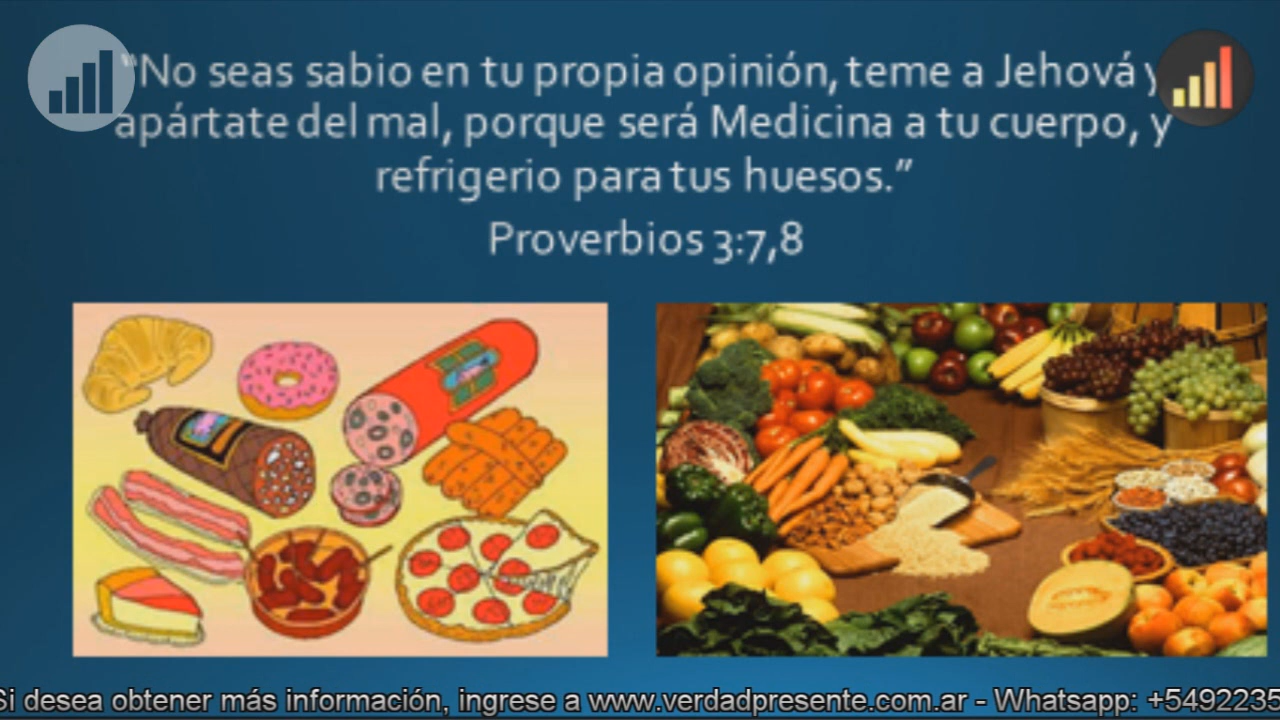 “No seas sabio en tu propia opinión, teme a Jehová y
apártate del mal, porque será Medicina a tu cuerpo, y
refrigerio para tus huesos.”
Proverbios 3:7,8
Si desea obtener más información, ingrese a www.verdadpresente.com.ar - Whatsapp: +5492235